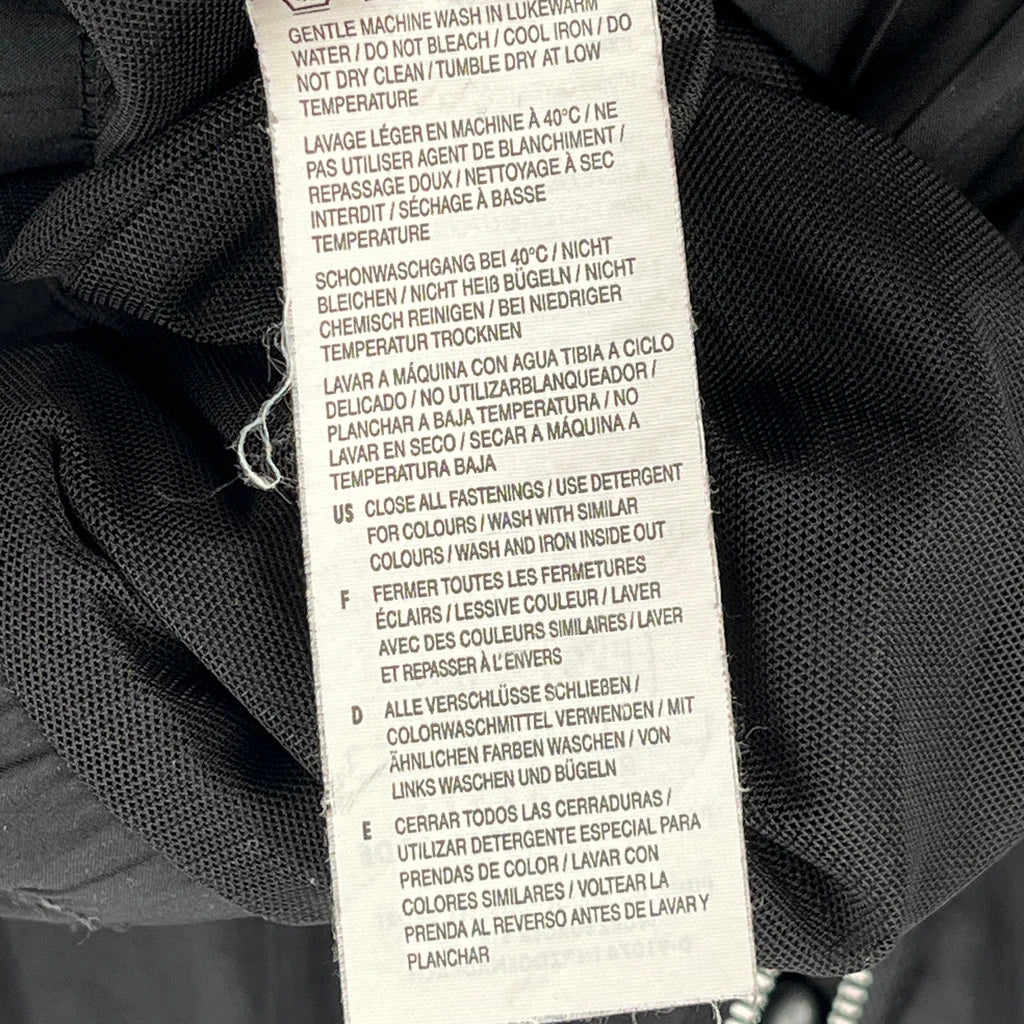 GENTLE MACHINE WASH IN LUKEWARM
WATER / DO NOT BLEACH / COOL IRON / DO
NOT DRY CLEAN / TUMBLE DRY AT LOW
TEMPERATURE
LAVAGE LÉGER EN MACHINE À 40°C / NE
PAS UTILISER AGENT DE BLANCHIMENT /
REPASSAGE DOUX / NETTOYAGE À SEC
INTERDIT / SÉCHAGE À BASSE
TEMPERATURE
SCHONWASCHGANG BEI 40°C / NICHT
BLEICHEN / NICHT HEIß BÜGELN / NICHT
CHEMISCH REINIGEN / BEI NIEDRIGER
TEMPERATUR TROCKNEN
LAVAR A MÁQUINA CON AGUA TIBIA A CICLO
DELICADO / NO UTILIZARBLANQUEADOR /
PLANCHAR A BAJA TEMPERATURA / NO
LAVAR EN SECO / SECAR A MÁQUINA A
TEMPERATURA BAJA
US CLOSE ALL FASTENINGS / USE DETERGENT
FOR COLOURS / WASH WITH SIMILAR
COLOURS / WASH AND IRON INSIDE OUT
F FERMER TOUTES LES FERMETURES
ÉCLAIRS / LESSIVE COULEUR / LAVER
AVEC DES COULEURS SIMILAIRES / LAVER
ET REPASSER À L'ENVERS
D ALLE VERSCHLÜSSE SCHLIEßEN /
COLORWASCHMITTEL VERWENDEN / MIT
ÄHNLICHEN FARBEN WASCHEN / VON
LINKS WASCHEN UND BÜGELN
E CERRAR TODOS LAS CERRADURAS /
UTILIZAR DETERGENTE ESPECIAL PARA
PRENDAS DE COLOR / LAVAR CON
COLORES SIMILARES / VOLTEAR LA
PRENDA AL REVERSO ANTES DE LAVAR Y
PLANCHAR